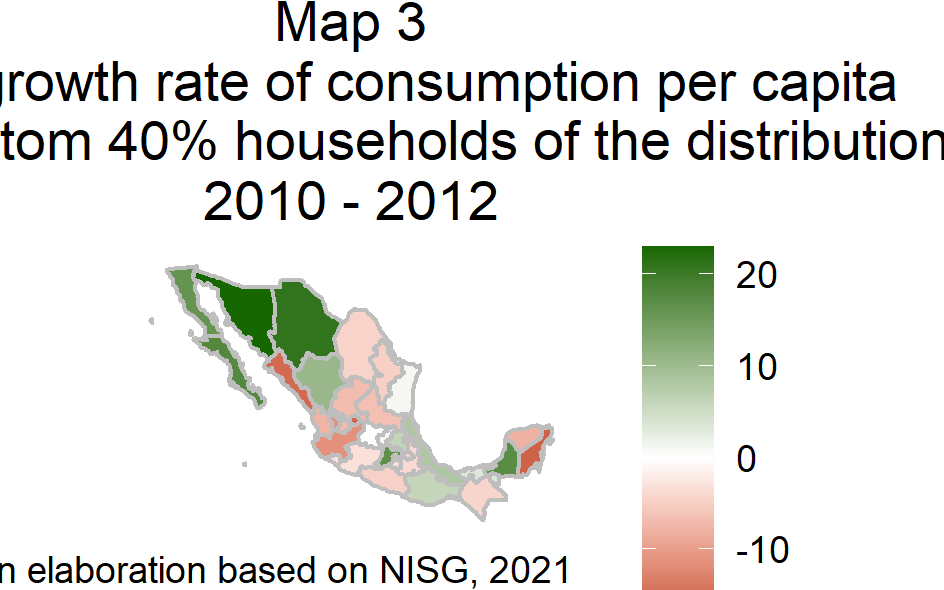 Map 3
growth rate of consumption per capita
tom 40% households of the distribution
2010 - 2012
20
10
0
-10
n elaboration based on NISG, 2021